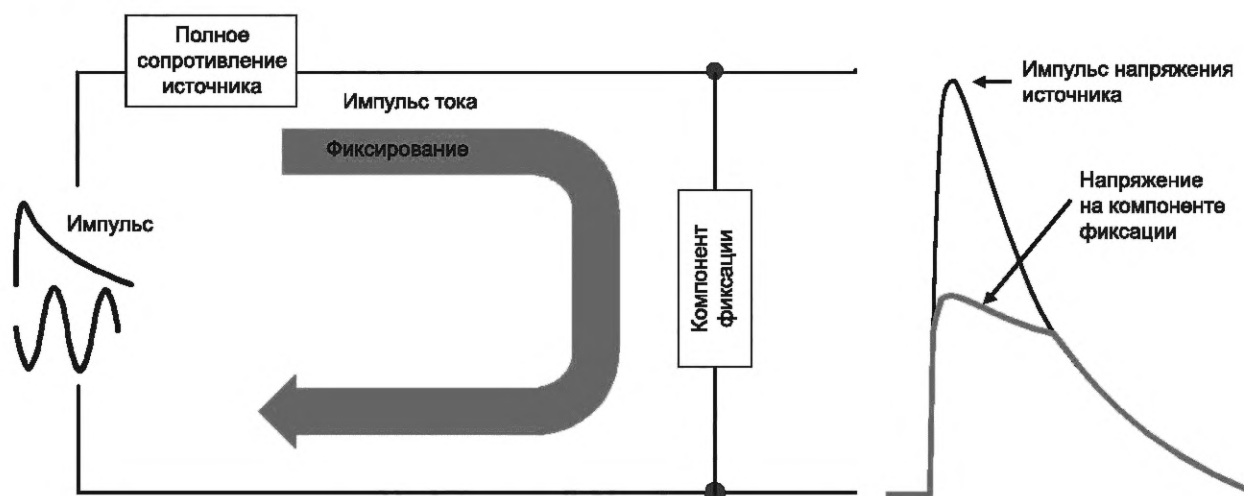 Полное
сопротивление
источника
Импульс тока
Фиксирование
Импульс
Компонент
фиксации
Импульс напряжения
источника
Напряжение
на компоненте
фиксации